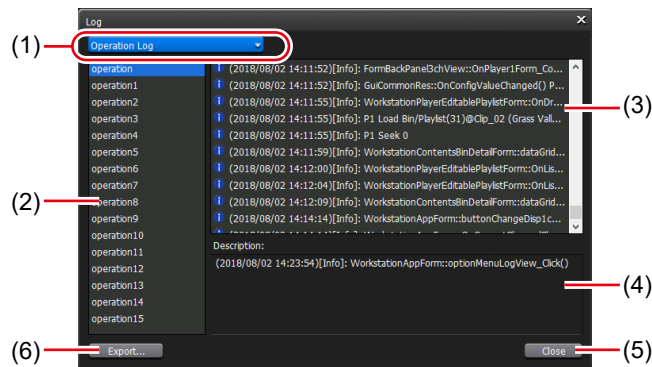 Log
(1)
Operation Log
operation
operation1
operation2
operation3
operation4
operation5
operation6
operation7
operation8
operation9
operation10
operation11
operation12
operation13
operation14
operation15
(2)
(2018/08/02 14:11:52)[Info]: FormBackPanel3chView::OnPlayer1Form_Co...
(2018/08/02 14:11:52)[Info]: GuiCommonRes::OnConfigValueChanged() P...
(2018/08/02 14:11:55)[Info]: WorkstationPlayerEditablePlaylistForm::OnDr...
(2018/08/02 14:11:55)[Info]: P1 Load Bin/Playlist(31)@Clip_02 (Grass Vall...
(2018/08/02 14:11:55)[Info]: P1 Seek 0
(2018/08/02 14:11:59)[Info]: WorkstationContentsBinDetailForm::dataGrid...
(2018/08/02 14:12:00)[Info]: WorkstationPlayerEditablePlaylistForm::OnLis...
(2018/08/02 14:12:04)[Info]: WorkstationPlayerEditablePlaylistForm::OnLis...
(2018/08/02 14:12:09)[Info]: WorkstationContentsBinDetailForm::dataGrid...
(2018/08/02 14:14:14)[Info]: WorkstationAppForm::buttonChangeDisp1c...
(3)
Description:
(2018/08/02 14:23:54)[Info]: WorkstationAppForm::optionMenuLogView_Click()
(4)
(6)
Export...
Close
(5)